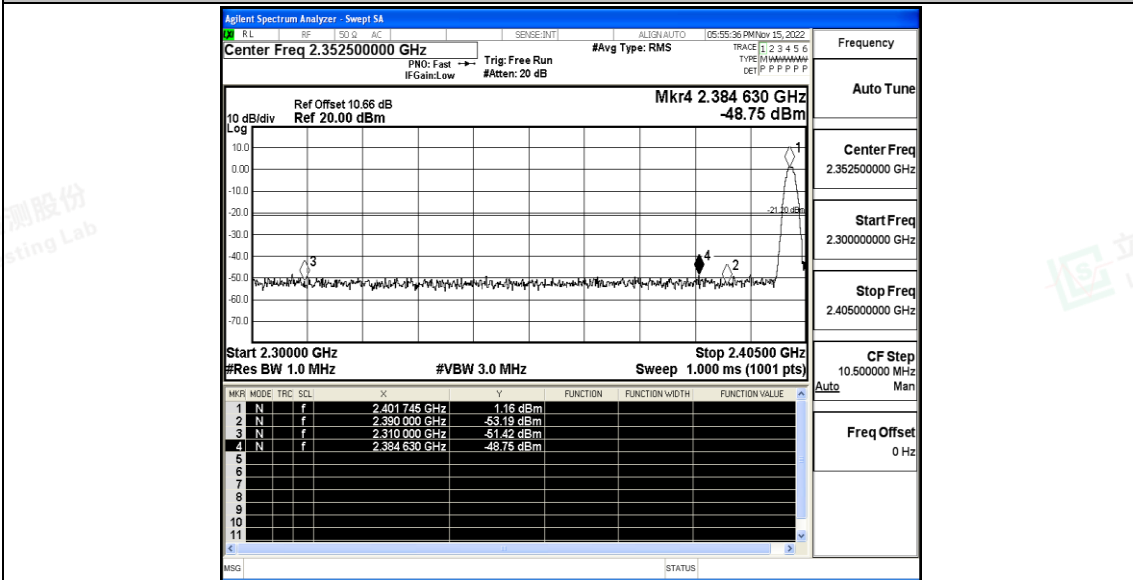 Agilent Spectrum Analyzer - Swept SA
RL RF 50 Ω AC SENSE:INT ALIGN AUTO 05:55:36 PM Nov 15, 2022
Center Freq 2.352500000 GHz
PNO: Fast
IFGain:Low
Trig: Free Run
#Atten: 20 dB
#Avg Type: RMS
TRACE 1 2 3 4 5 6
TYPE M
DET P P P P P P
Ref Offset 10.66 dB
10 dB/div Ref 20.00 dBm
Log
Mkr4 2.384 630 GHz
-48.75 dBm
10.0
0.00
-10.0
-20.0
-30.0
-40.0
-50.0
-60.0
-70.0
-21.20 dBm
1
2
3
4
Start 2.30000 GHz Stop 2.40500 GHz
#Res BW 1.0 MHz #VBW 3.0 MHz Sweep 1.000 ms (1001 pts)
MKR MODE TRC SCL X Y FUNCTION FUNCTION WIDTH FUNCTION VALUE
1 N f 2.401 745 GHz 1.16 dBm
2 N f 2.390 000 GHz -53.19 dBm
3 N f 2.310 000 GHz -51.42 dBm
4 N f 2.384 630 GHz -48.75 dBm
5
6
7
8
9
10
11
MSG STATUS
Frequency
Auto Tune
Center Freq
2.352500000 GHz
Start Freq
2.300000000 GHz
Stop Freq
2.405000000 GHz
CF Step
10.500000 MHz
Auto Man
Freq Offset
0 Hz
测股份
sting Lab
立